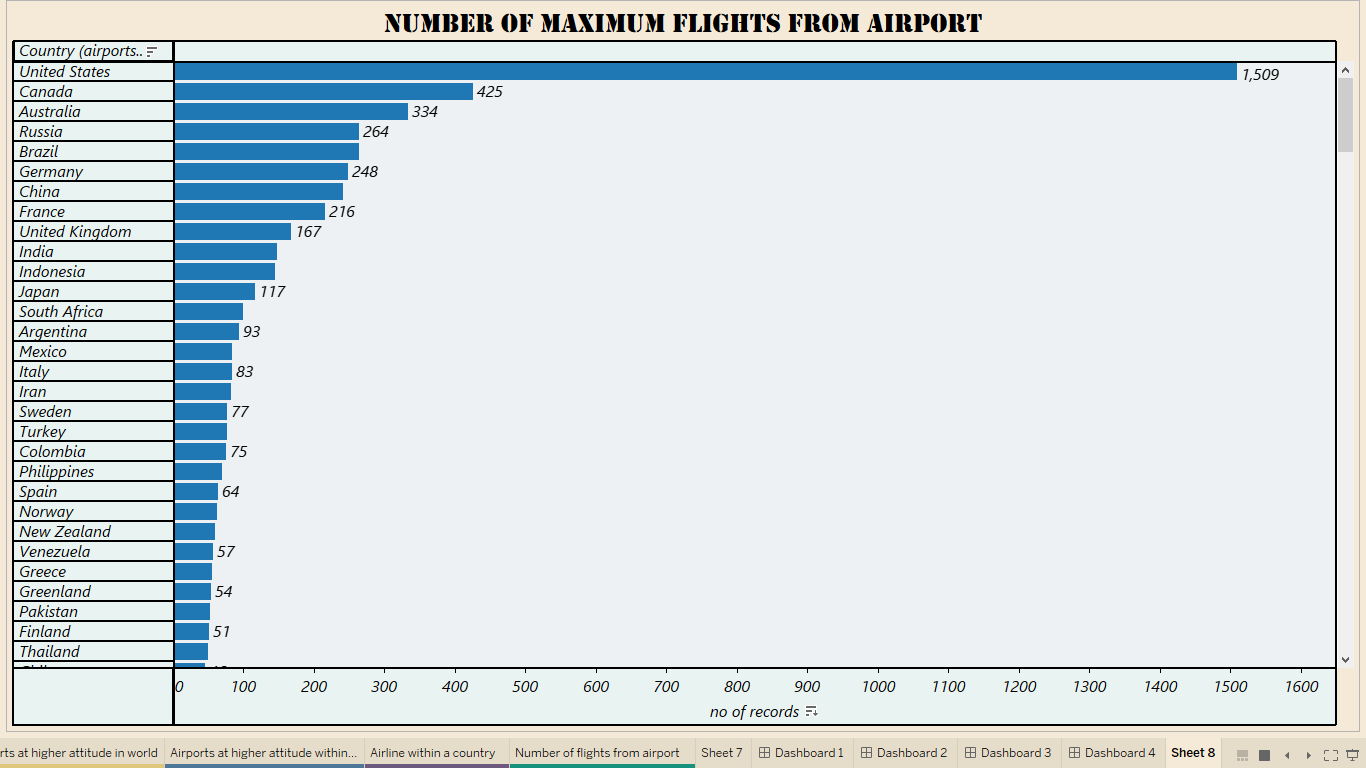 NUMBER OF MAXIMUM FLIGHTS FROM AIRPORT
Country (airports..
United States 1,509
Canada 425
Australia 334
Russia 264
Brazil
Germany 248
China
France 216
United Kingdom 167
India
Indonesia
Japan 117
South Africa
Argentina 93
Mexico
Italy 83
Iran
Sweden 77
Turkey
Colombia 75
Philippines
Spain 64
Norway
New Zealand
Venezuela 57
Greece
Greenland 54
Pakistan
Finland 51
Thailand
0 100 200 300 400 500 600 700 800 900 1000 1100 1200 1300 1400 1500 1600
no of records
rts at higher attitude in world Airports at higher attitude within... Airline within a country Number of flights from airport Sheet 7 Dashboard 1 Dashboard 2 Dashboard 3 Dashboard 4 Sheet 8